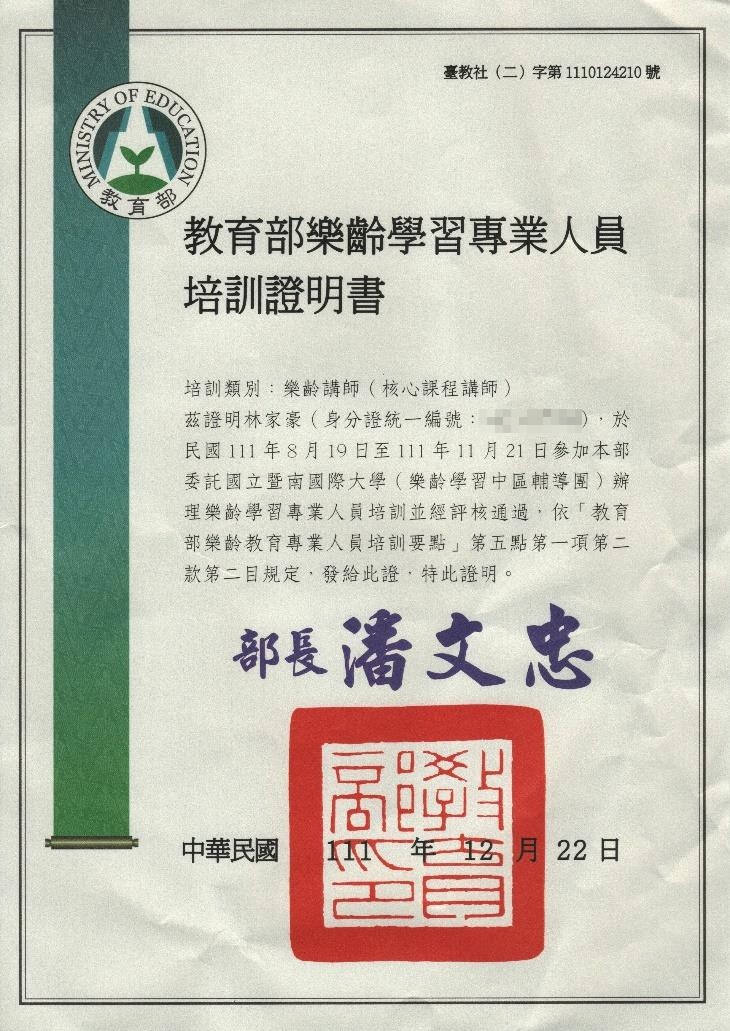 臺教社（二）字第1110124210號
MINISTRY OF EDUCATION
教育部
教育部樂齡學習專業人員
培訓證明書
培訓類別：樂齡講師（核心課程講師）
茲證明林家豪（身分證統一編號： ），於
民國111年8月19日至111年11月21日參加本部
委託國立暨南國際大學（樂齡學習中區輔導團）辦
理樂齡學習專業人員培訓並經評核通過，依「教育
部樂齡教育專業人員培訓要點」第五點第一項第二
款第二目規定，發給此證，特此證明。
部長 潘文忠
教育部印
中華民國 111 年 12 月 22 日